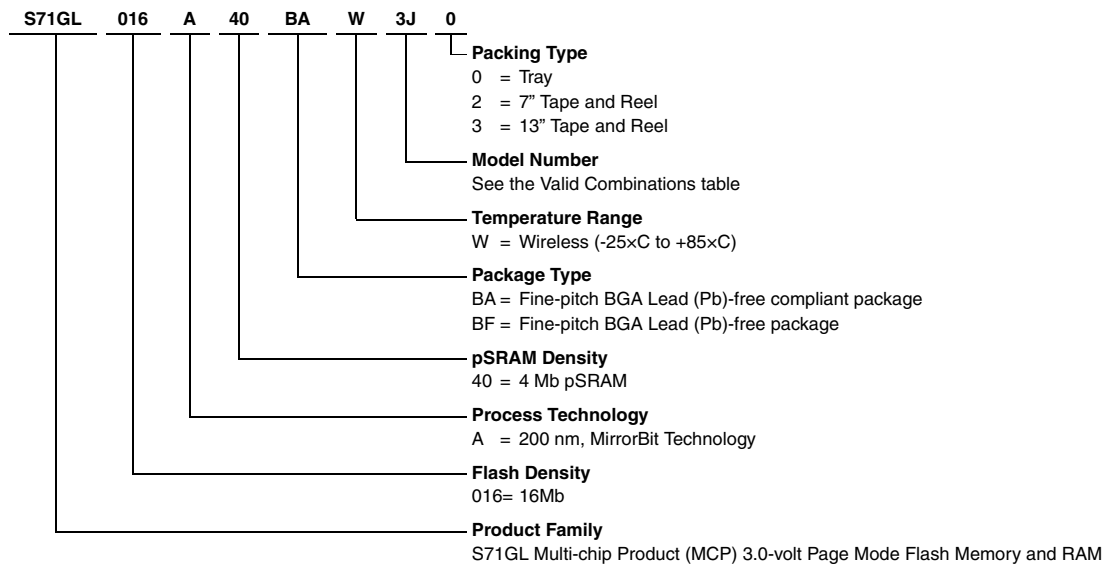 S71GL 016 A 40 BA W 3J 0
Packing Type
0 = Tray
2 = 7” Tape and Reel
3 = 13” Tape and Reel
Model Number
See the Valid Combinations table
Temperature Range
W = Wireless (-25×C to +85×C)
Package Type
BA = Fine-pitch BGA Lead (Pb)-free compliant package
BF = Fine-pitch BGA Lead (Pb)-free package
pSRAM Density
40 = 4 Mb pSRAM
Process Technology
A = 200 nm, MirrorBit Technology
Flash Density
016= 16Mb
Product Family
S71GL Multi-chip Product (MCP) 3.0-volt Page Mode Flash Memory and RAM